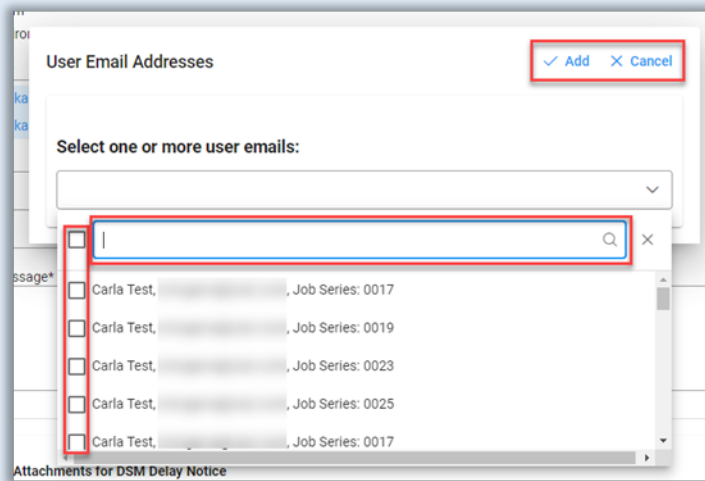 User Email Addresses
Add Cancel
Select one or more user emails:
Carla Test, , Job Series: 0017
Carla Test, , Job Series: 0019
Carla Test, , Job Series: 0023
Carla Test, , Job Series: 0025
Carla Test, , Job Series: 0017
ssage*
Attachments for DSM Delay Notice